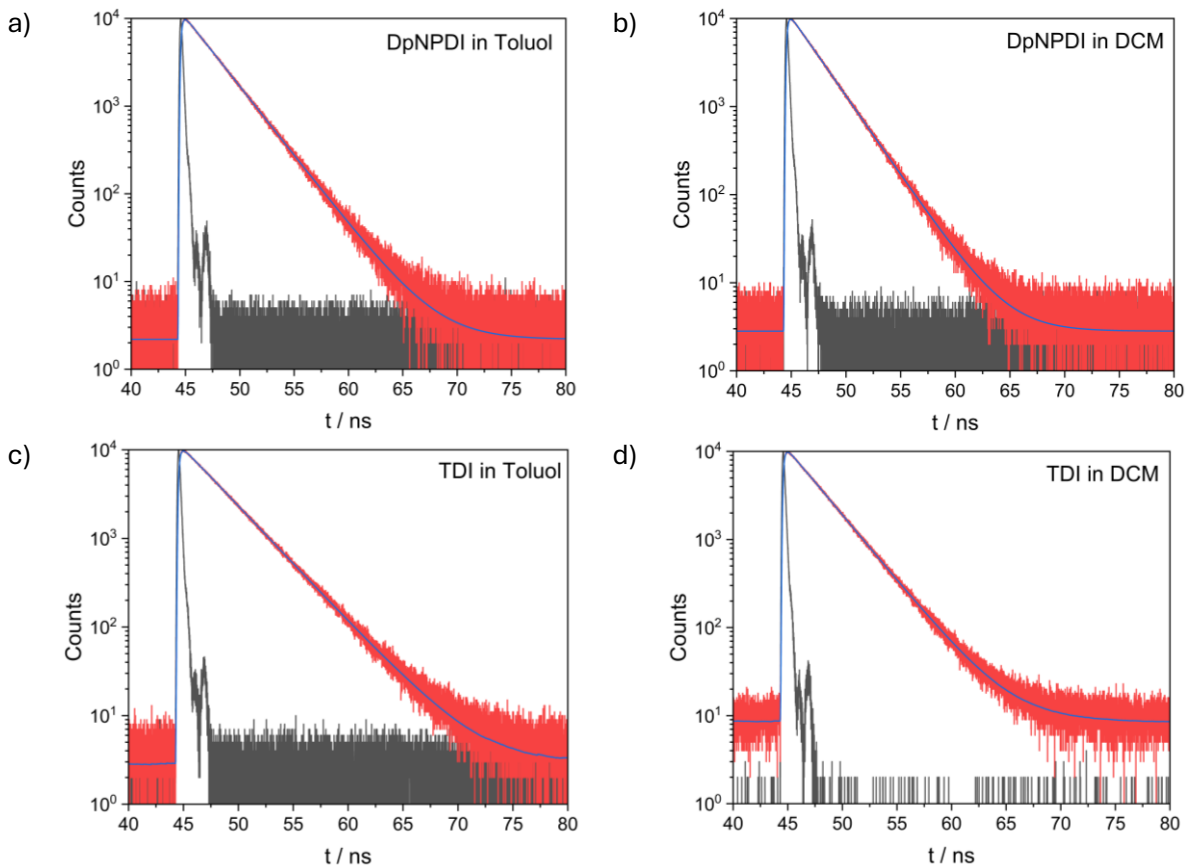 a)
DpNPDI in Toluol
Counts
10⁴
10³
10²
10¹
10⁰
40 45 50 55 60 65 70 75 80
t / ns
b)
DpNPDI in DCM
Counts
10⁴
10³
10²
10¹
10⁰
40 45 50 55 60 65 70 75 80
t / ns
c)
TDI in Toluol
Counts
10⁴
10³
10²
10¹
10⁰
40 45 50 55 60 65 70 75 80
t / ns
d)
TDI in DCM
Counts
10⁴
10³
10²
10¹
10⁰
40 45 50 55 60 65 70 75 80
t / ns